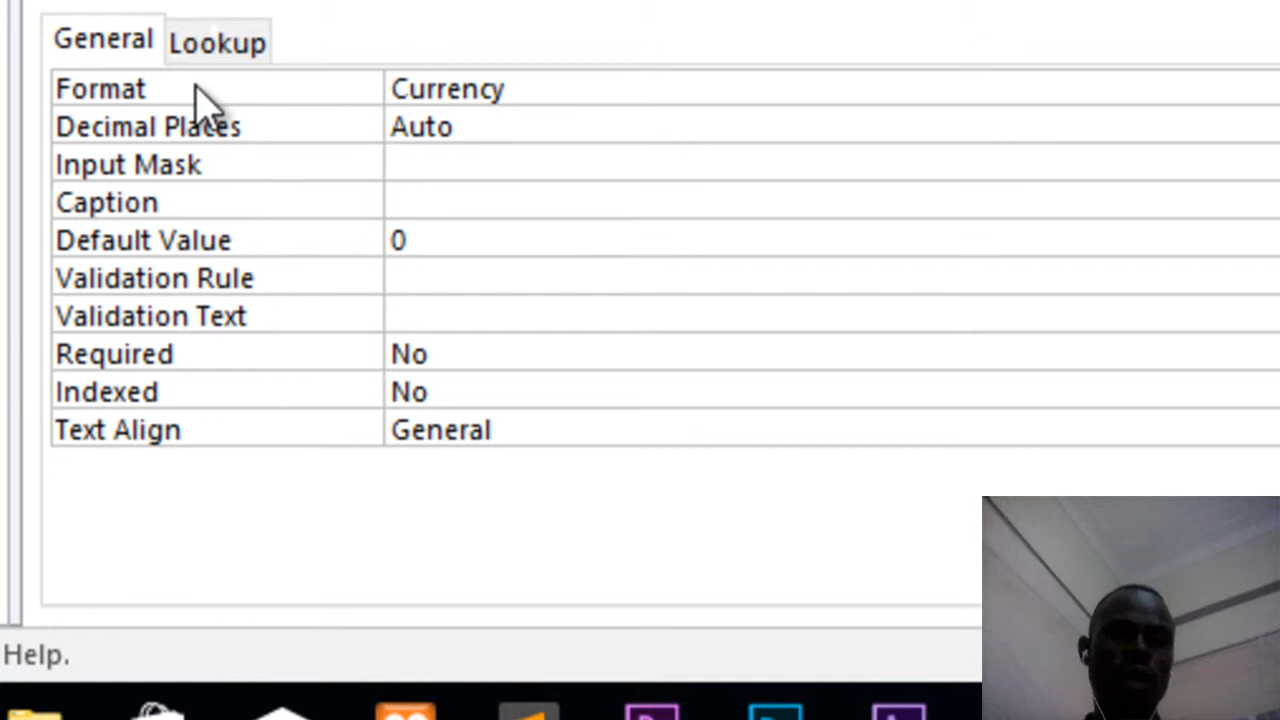 General Lookup
Format Currency
Decimal Places Auto
Input Mask
Caption
Default Value 0
Validation Rule
Validation Text
Required No
Indexed No
Text Align General
Help.